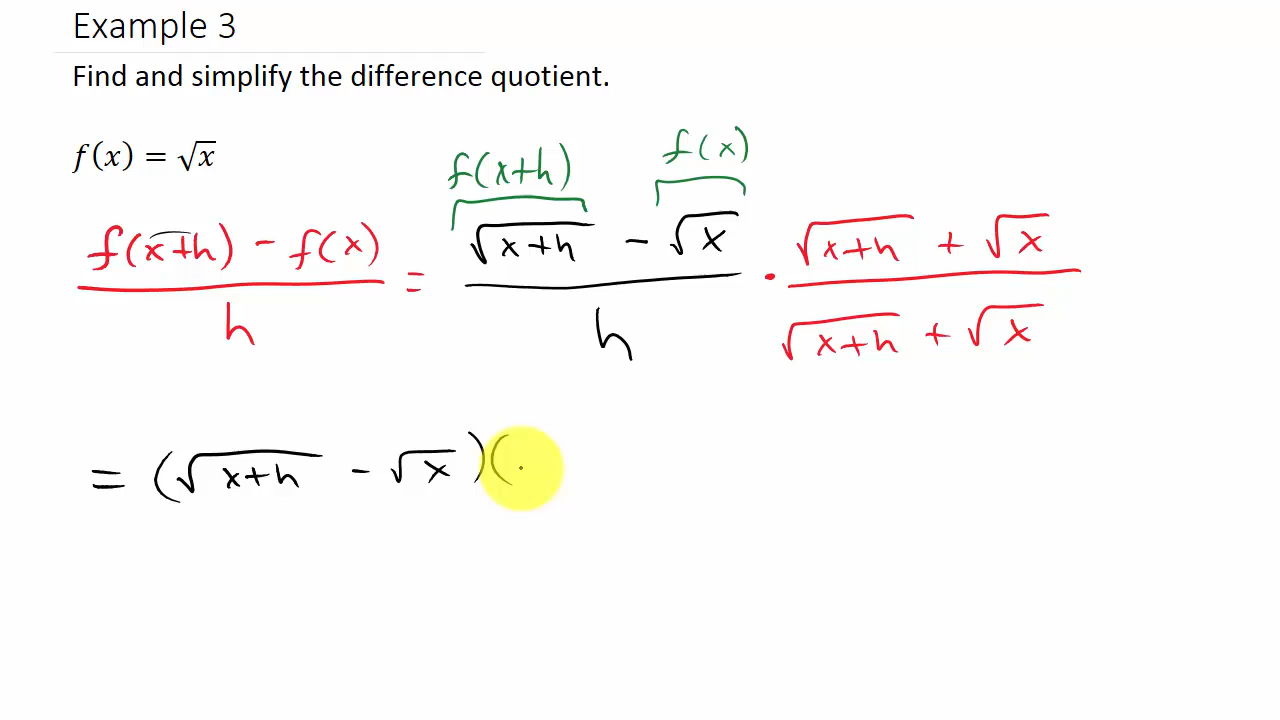 Example 3
Find and simplify the difference quotient.
f(x) = √x
f(x+h) f(x)
f(x+h) - f(x) / h = √x+h - √x / h · √x+h + √x / √x+h + √x
= (√x+h - √x)(